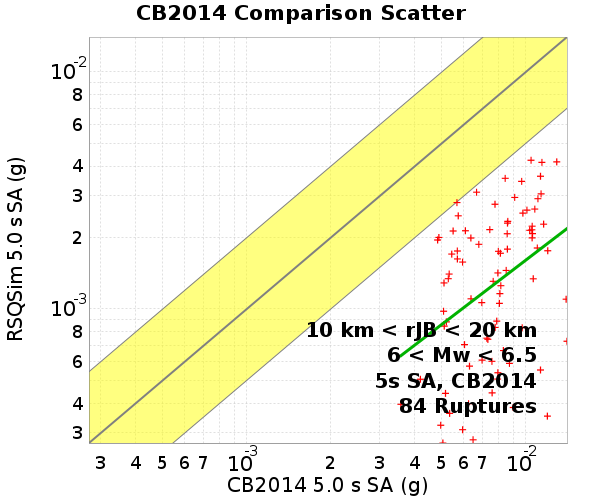 CB2014 Comparison Scatter
RSQSim 5.0 s SA (g)
10-2
8
6
4
3
2
10-3
8
6
4
3
10 km < rJB < 20 km
6 < Mw < 6.5
5s SA, CB2014
84 Ruptures
3 4 5 6 7 10-3 2 3 4 5 6 7 10-2
CB2014 5.0 s SA (g)